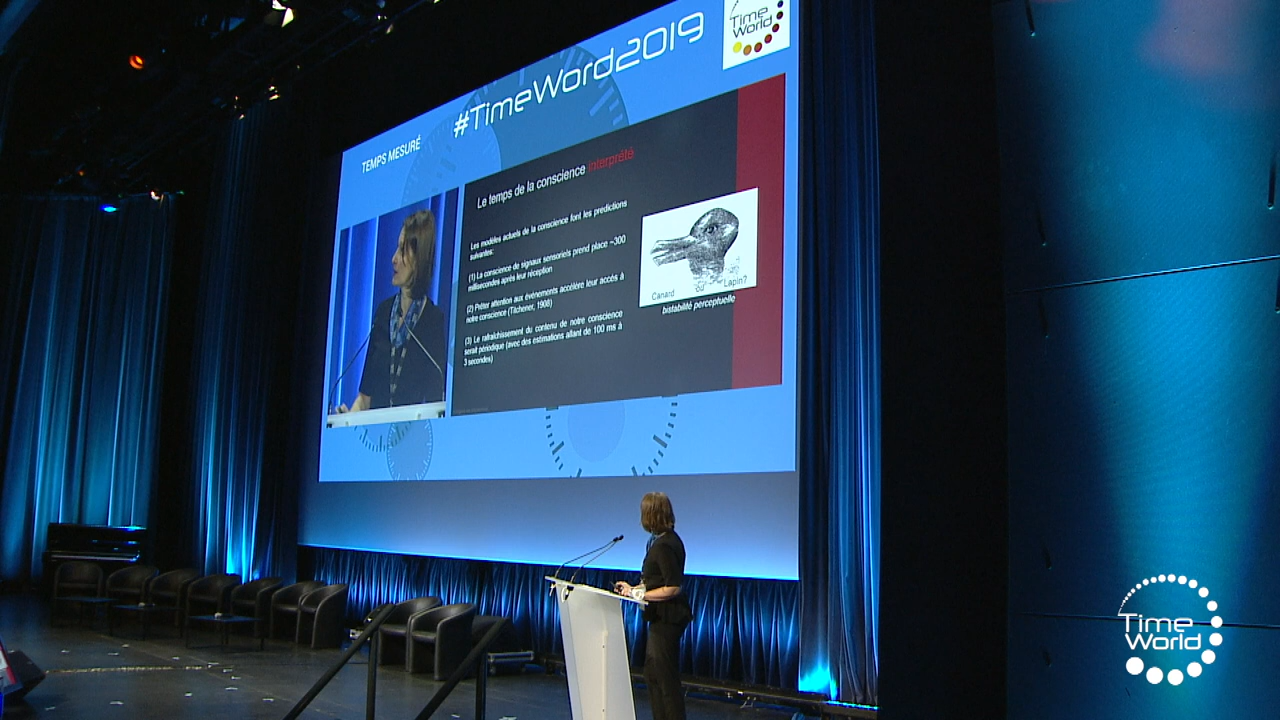 #TimeWord2019
Time
World
TEMPS MESURÉ
Le temps de la conscience interprété
Les modèles actuels de la conscience font les predictions
suivantes:
(1) La conscience de signaux sensoriels prend place ~300
millisecondes après leur réception
(2) Prêter attention aux événements accélère leur accès à
notre conscience (Titchener, 1908)
(3) Le rafraîchissement du contenu de notre conscience
serait périodique (avec des estimations allant de 100 ms à
3 secondes)
Canard ou Lapin?
bistabilité perceptuelle
Time
World